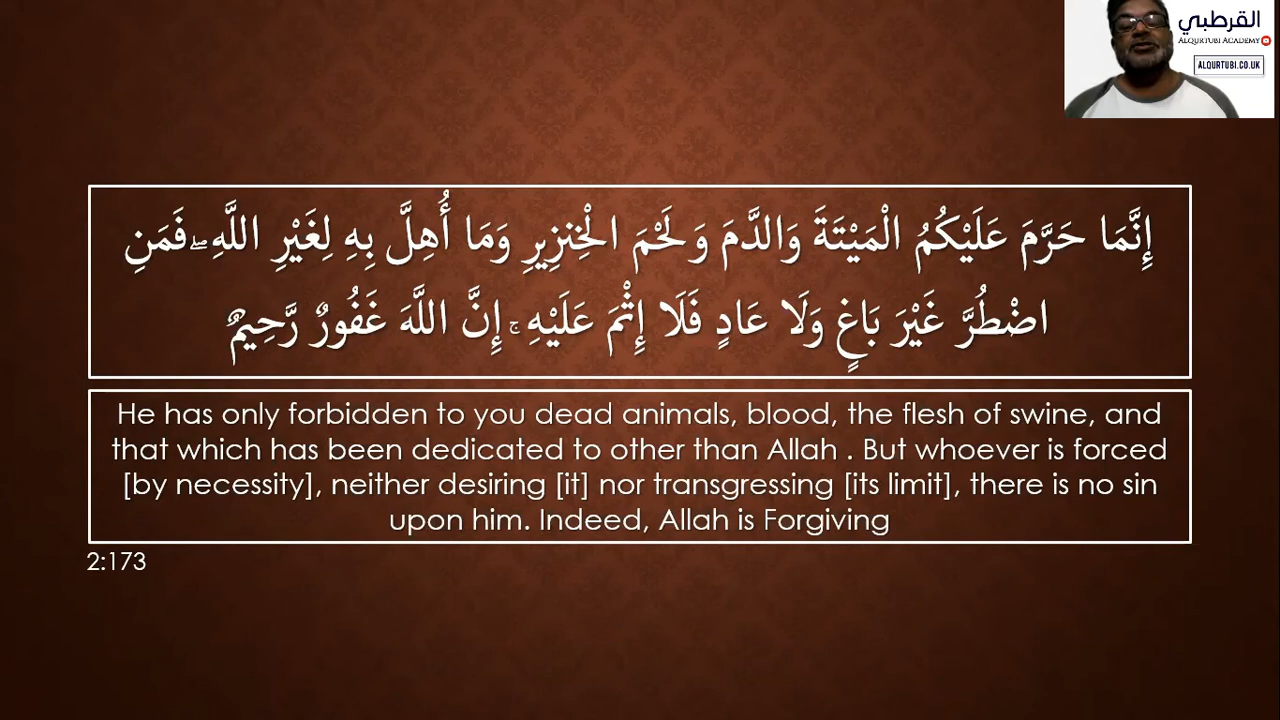 القرطبي
ALQURTUBI ACADEMY
ALQURTUBI.CO.UK
إِنَّمَا حَرَّمَ عَلَيْكُمُ الْمَيْتَةَ وَالدَّمَ وَلَحْمَ الْخِنزِيرِ وَمَا أُهِلَّ بِهِ لِغَيْرِ اللَّهِ ۖ فَمَنِ
اضْطُرَّ غَيْرَ بَاغٍ وَلَا عَادٍ فَلَا إِثْمَ عَلَيْهِ ۚ إِنَّ اللَّهَ غَفُورٌ رَّحِيمٌ
He has only forbidden to you dead animals, blood, the flesh of swine, and
that which has been dedicated to other than Allah . But whoever is forced
[by necessity], neither desiring [it] nor transgressing [its limit], there is no sin
upon him. Indeed, Allah is Forgiving
2:173